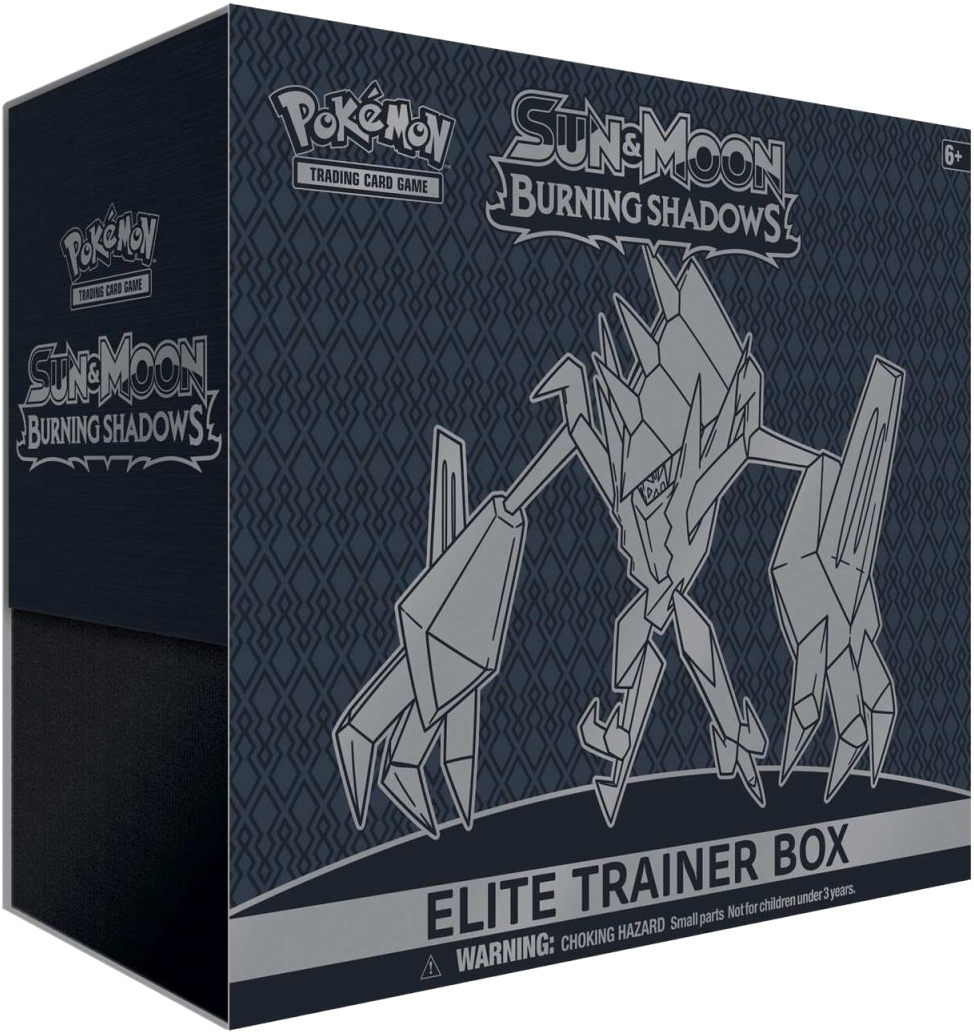 POKéMON
TRADING CARD GAME
SUN & MOON
BURNING SHADOWS
6+
POKéMON
TRADING CARD GAME
SUN & MOON
BURNING SHADOWS
ELITE TRAINER BOX
WARNING: CHOKING HAZARD Small parts Not for children under 3 years.